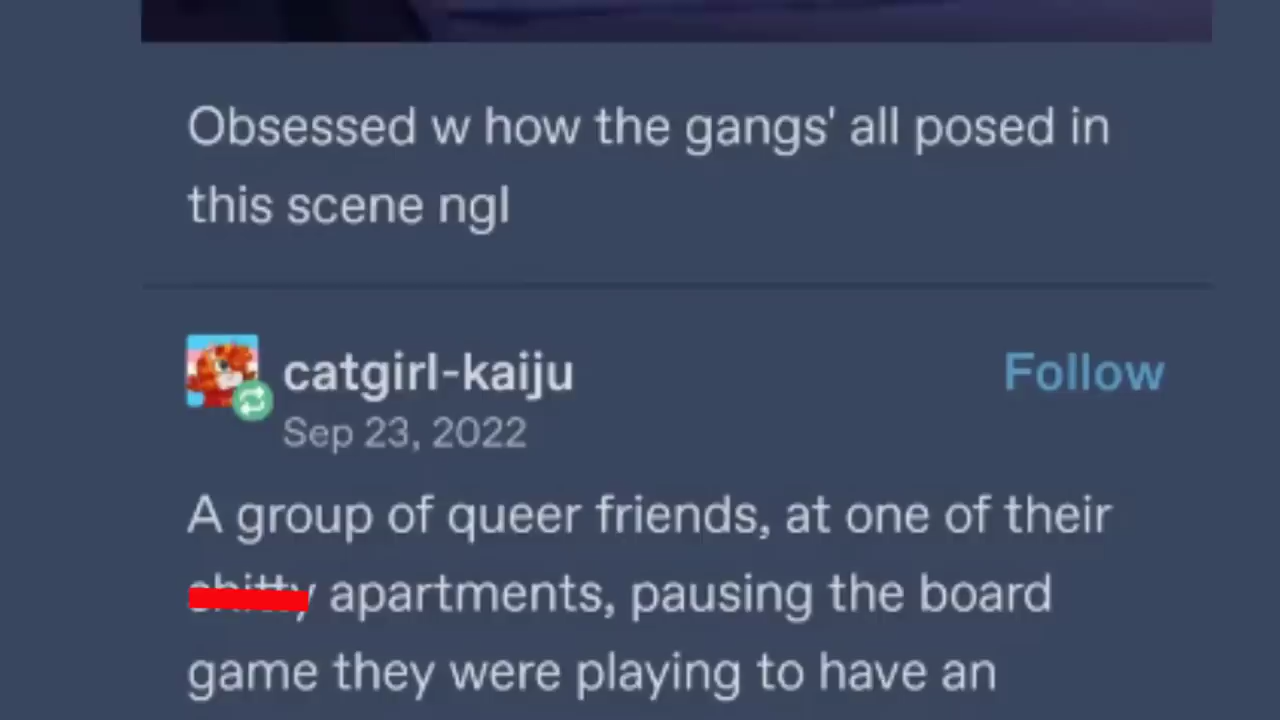 Obsessed w how the gangs' all posed in
this scene ngl
catgirl-kaiju
Follow
Sep 23, 2022
A group of queer friends, at one of their
shitty apartments, pausing the board
game they were playing to have an